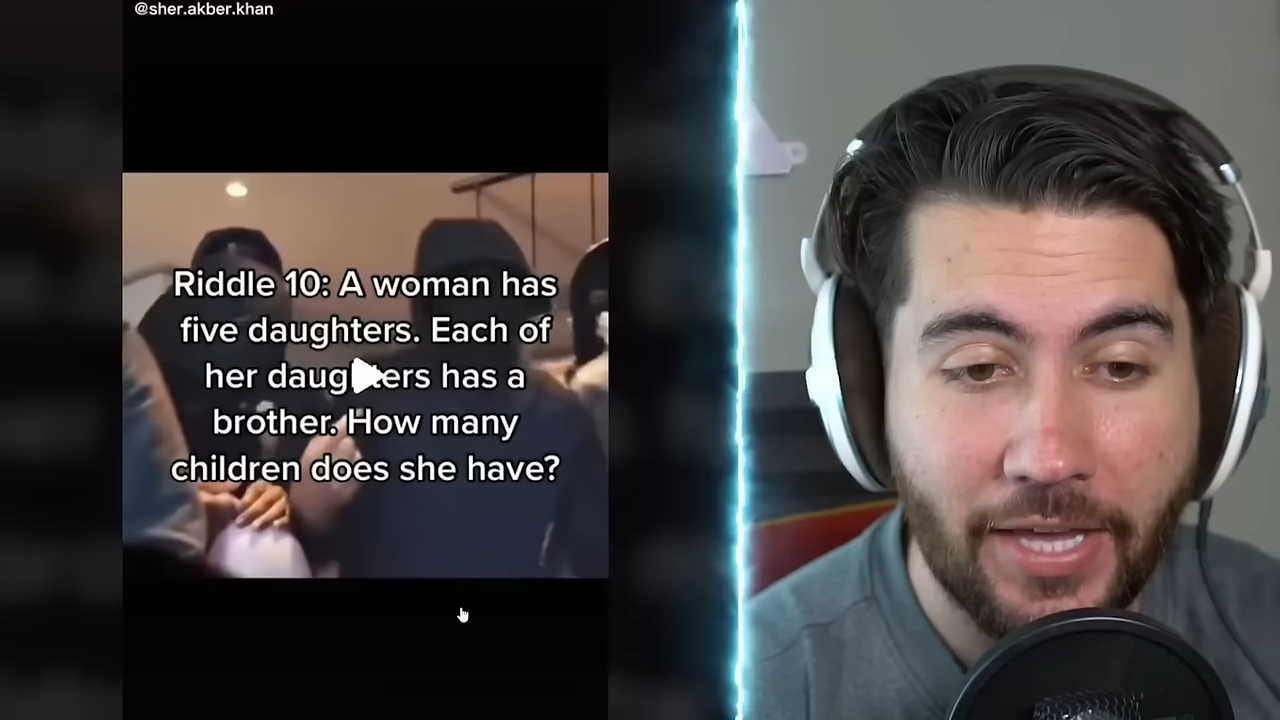 @sher.akber.khan
Riddle 10: A woman has
five daughters. Each of
her daughters has a
brother. How many
children does she have?